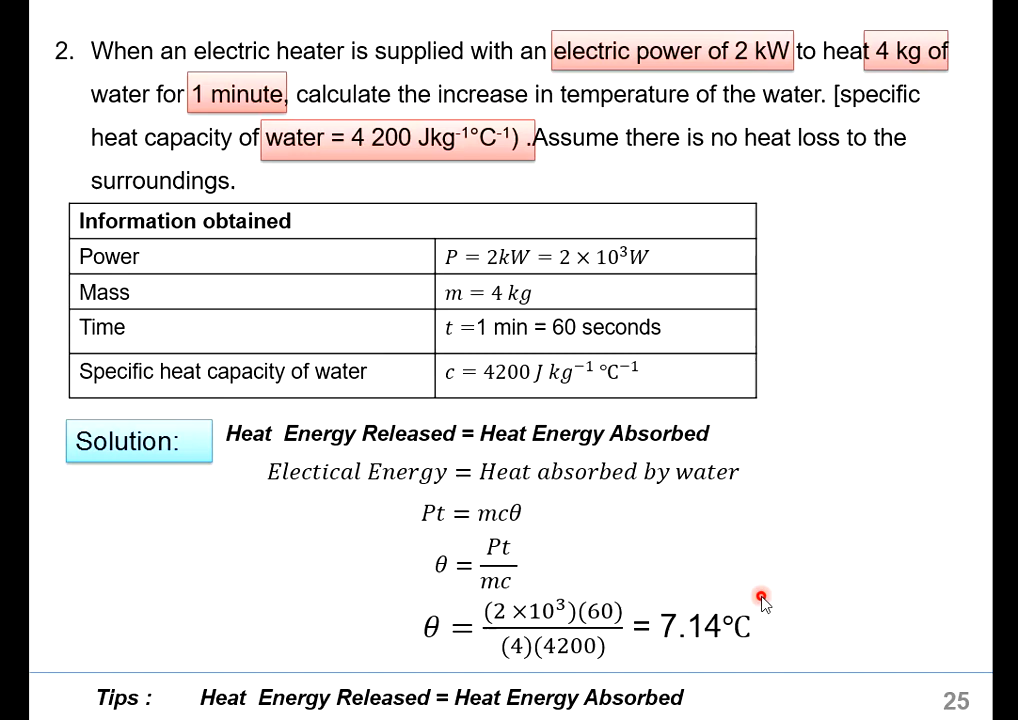 2. When an electric heater is supplied with an electric power of 2 kW to heat 4 kg of
water for 1 minute, calculate the increase in temperature of the water. [specific
heat capacity of water = 4 200 Jkg⁻¹°C⁻¹) .Assume there is no heat loss to the
surroundings.
Information obtained
Power P = 2kW = 2 × 10³W
Mass m = 4 kg
Time t =1 min = 60 seconds
Specific heat capacity of water c = 4200 J kg⁻¹ °C⁻¹
Solution: Heat Energy Released = Heat Energy Absorbed
Electical Energy = Heat absorbed by water
Pt = mcθ
θ = Pt / mc
θ = (2 ×10³)(60) / (4)(4200) = 7.14°C
Tips : Heat Energy Released = Heat Energy Absorbed
25